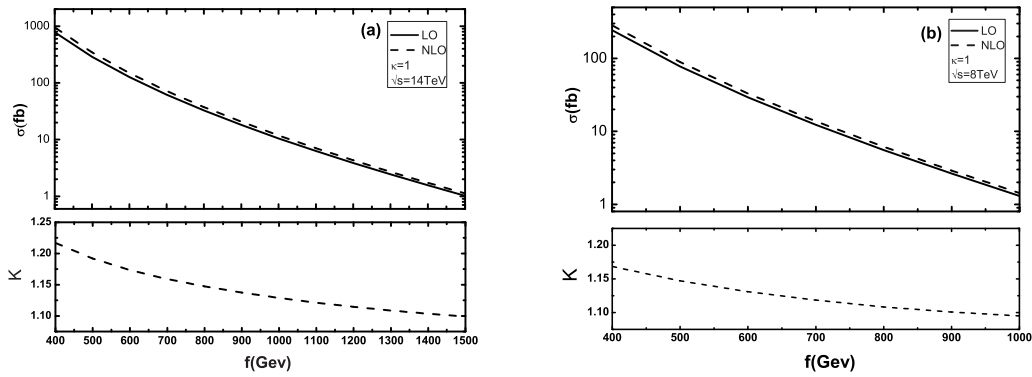 (a)
LO
NLO
κ=1
√s=14TeV
1000
100
10
1
σ(fb)
1.25
1.20
1.15
1.10
K
400 500 600 700 800 900 1000 1100 1200 1300 1400 1500
f(Gev)
(b)
LO
NLO
κ=1
√s=8TeV
100
10
1
σ(fb)
1.20
1.15
1.10
K
400 500 600 700 800 900 1000
f(Gev)